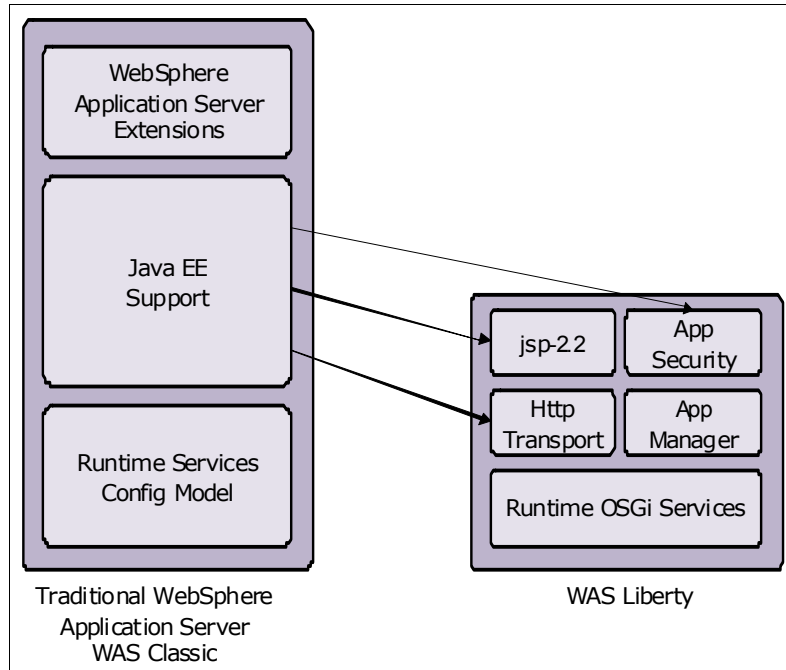 WebSphere
Application Server
Extensions
Java EE
Support
Runtime Services
Config Model
Traditional WebSphere
Application Server
WAS Classic
jsp-2.2
App
Security
Http
Transport
App
Manager
Runtime OSGi Services
WAS Liberty